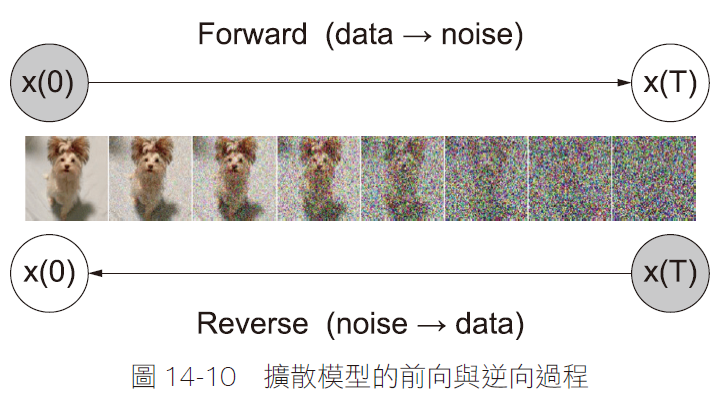 Forward (data → noise)
x(0)
x(T)
x(0)
x(T)
Reverse (noise → data)
圖 14-10 擴散模型的前向與逆向過程